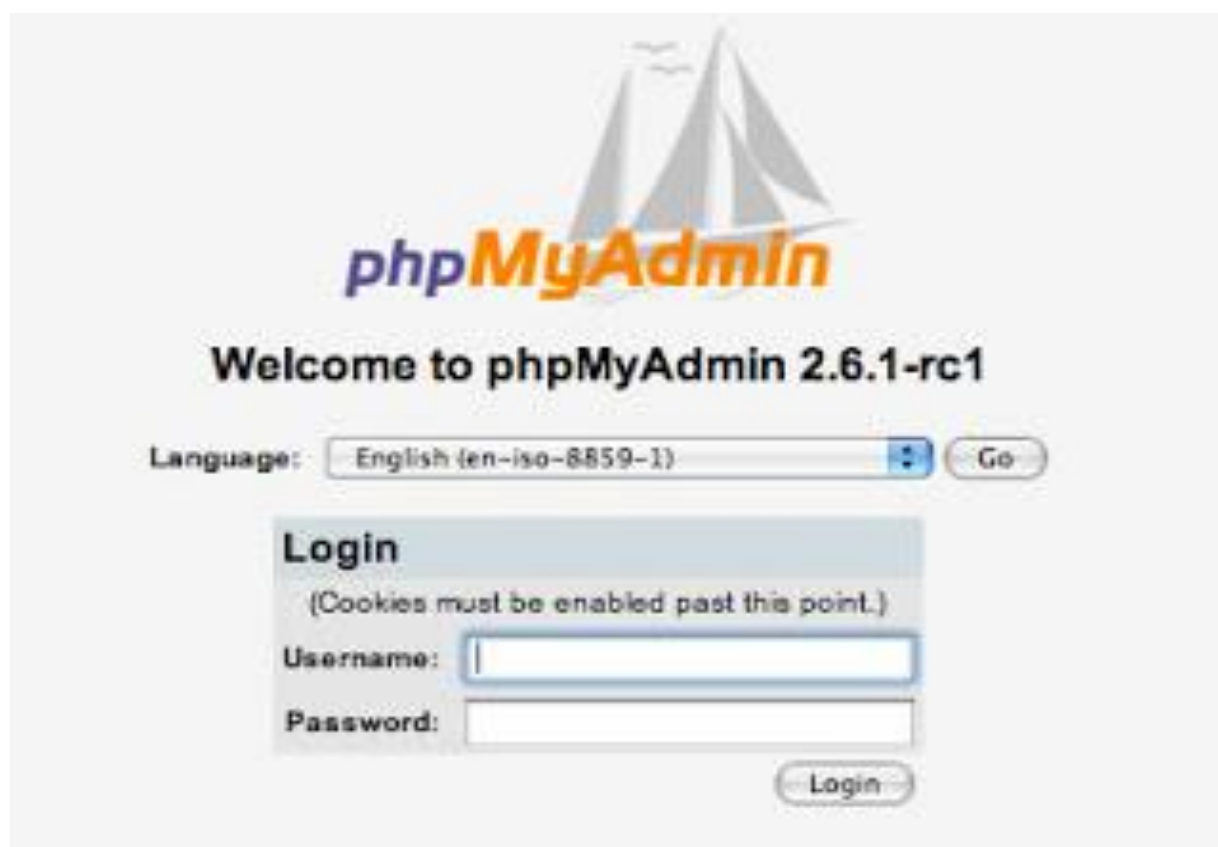 phpMyAdmin
Welcome to phpMyAdmin 2.6.1-rc1
Language: English (en-iso-8859-1) Go
Login
(Cookies must be enabled past this point.)
Username:
Password:
Login